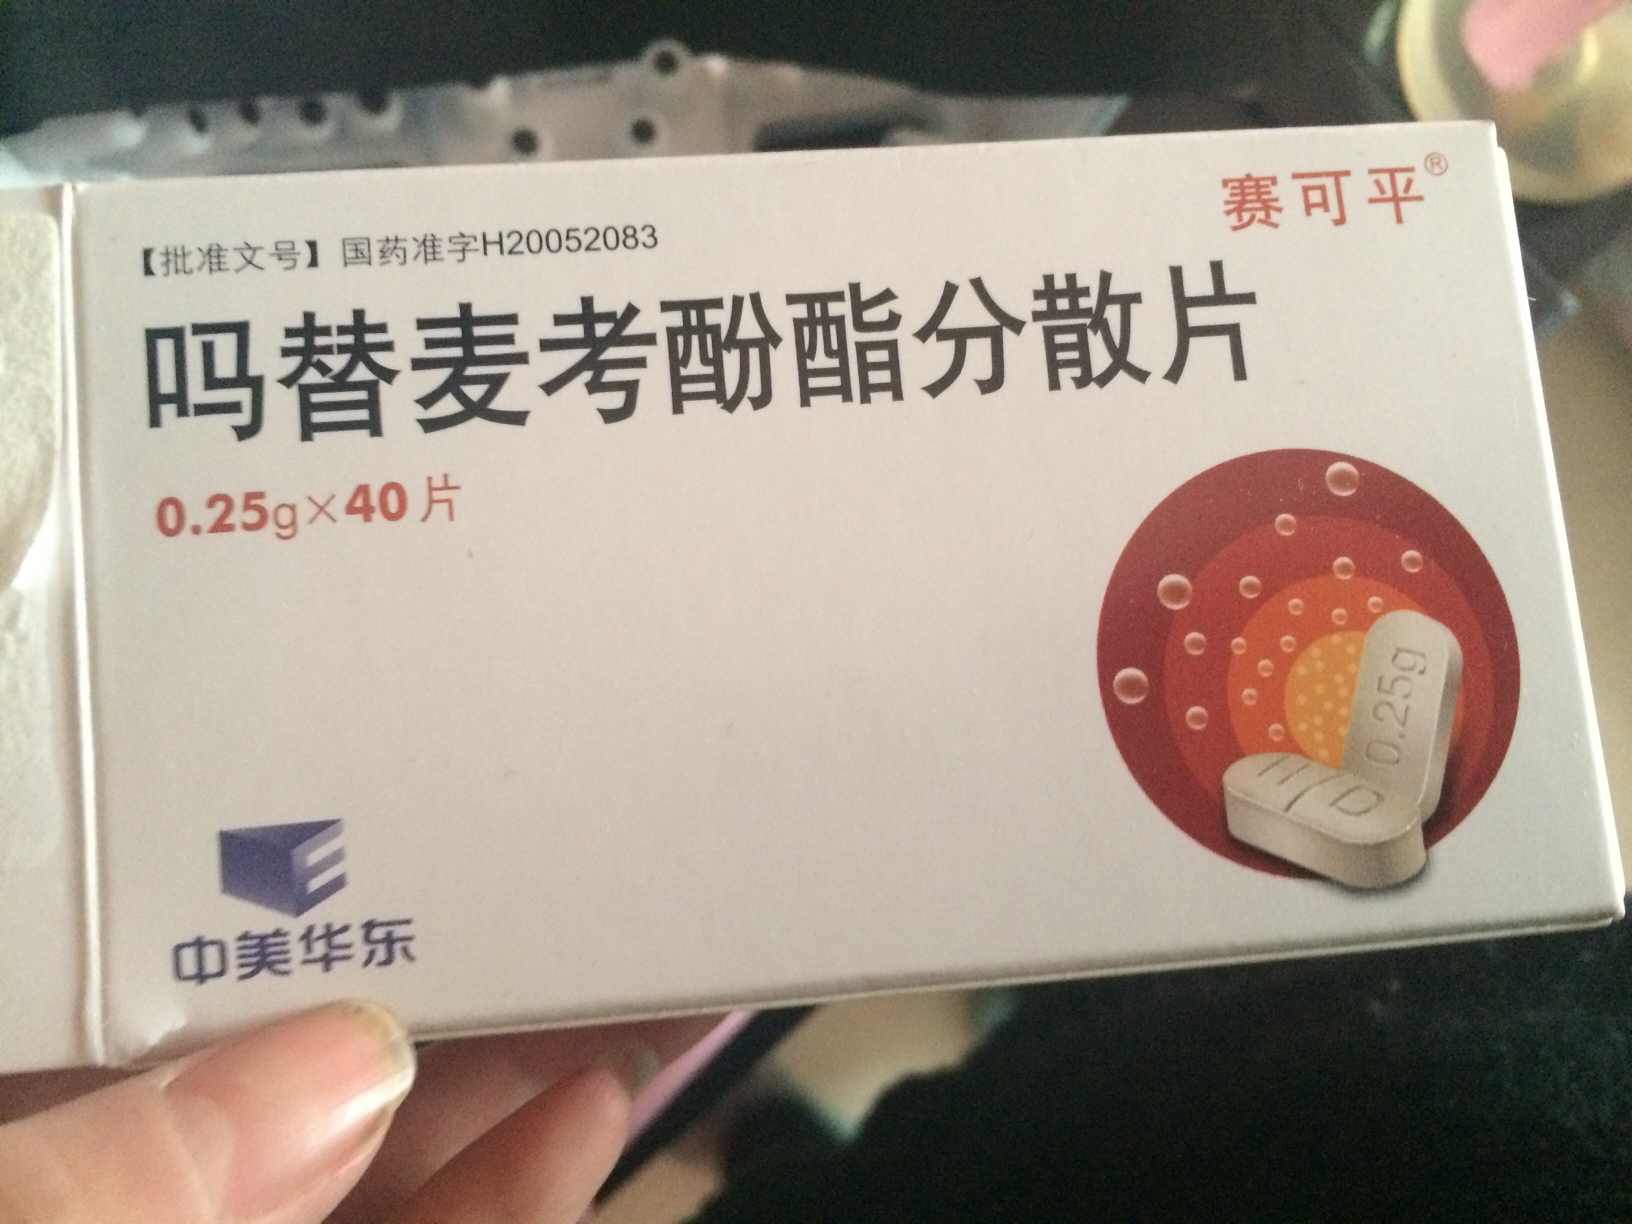 赛可平®
【批准文号】国药准字H20052083
吗替麦考酚酯分散片
0.25g×40片
0.25g
HD
中美华东